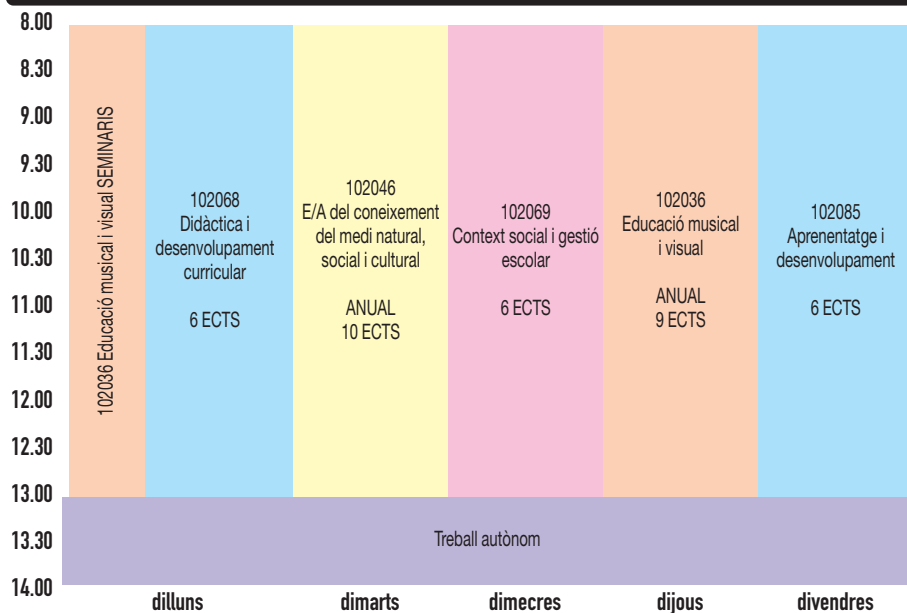 8.00
8.30
9.00
9.30
10.00
10.30
11.00
11.30
12.00
12.30
13.00
13.30
14.00
102036 Educació musical i visual SEMINARIS
102068
Didàctica i
desenvolupament
curricular
6 ECTS
102046
E/A del coneixement
del medi natural,
social i cultural
ANUAL
10 ECTS
102069
Context social i gestió
escolar
6 ECTS
102036
Educació musical
i visual
ANUAL
9 ECTS
102085
Aprenentatge i
desenvolupament
6 ECTS
Treball autònom
dilluns
dimarts
dimecres
dijous
divendres